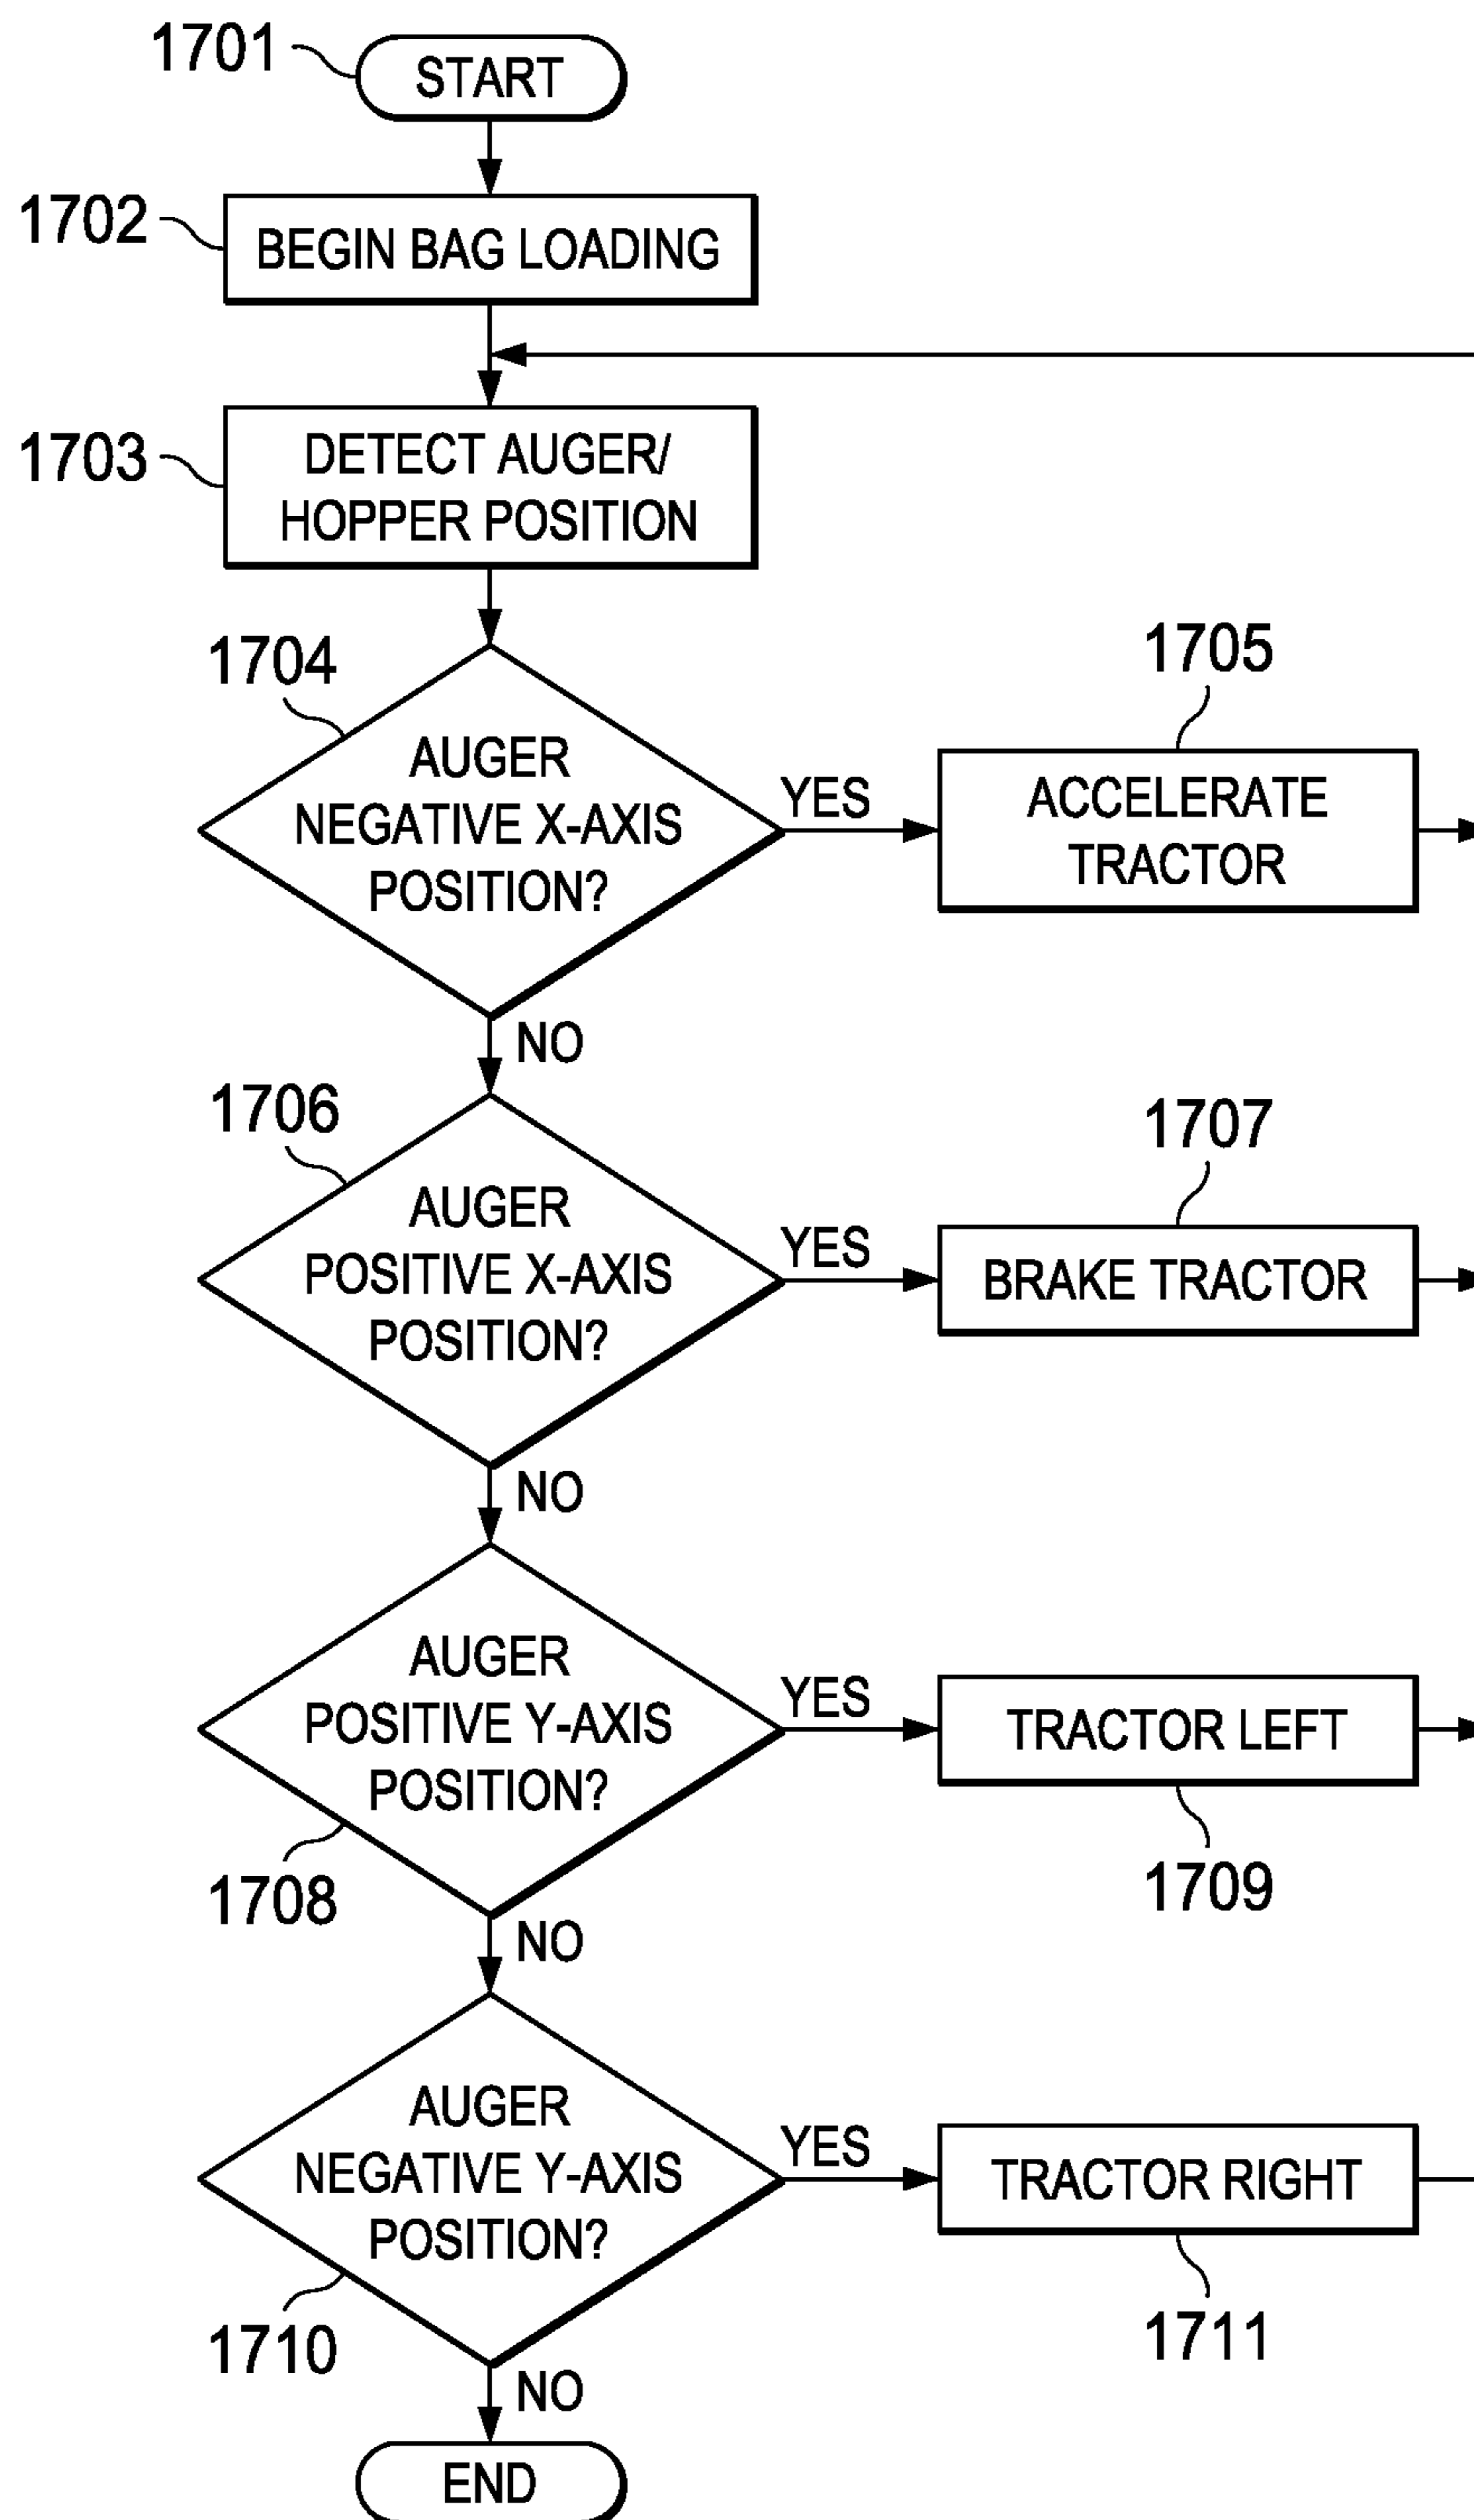 1701
START
1702
BEGIN BAG LOADING
1703
DETECT AUGER/
HOPPER POSITION
1704
AUGER
NEGATIVE X-AXIS
POSITION?
YES
1705
ACCELERATE
TRACTOR
NO
1706
AUGER
POSITIVE X-AXIS
POSITION?
YES
1707
BRAKE TRACTOR
NO
AUGER
POSITIVE Y-AXIS
POSITION?
1708
YES
TRACTOR LEFT
1709
NO
AUGER
NEGATIVE Y-AXIS
POSITION?
1710
YES
TRACTOR RIGHT
1711
NO
END